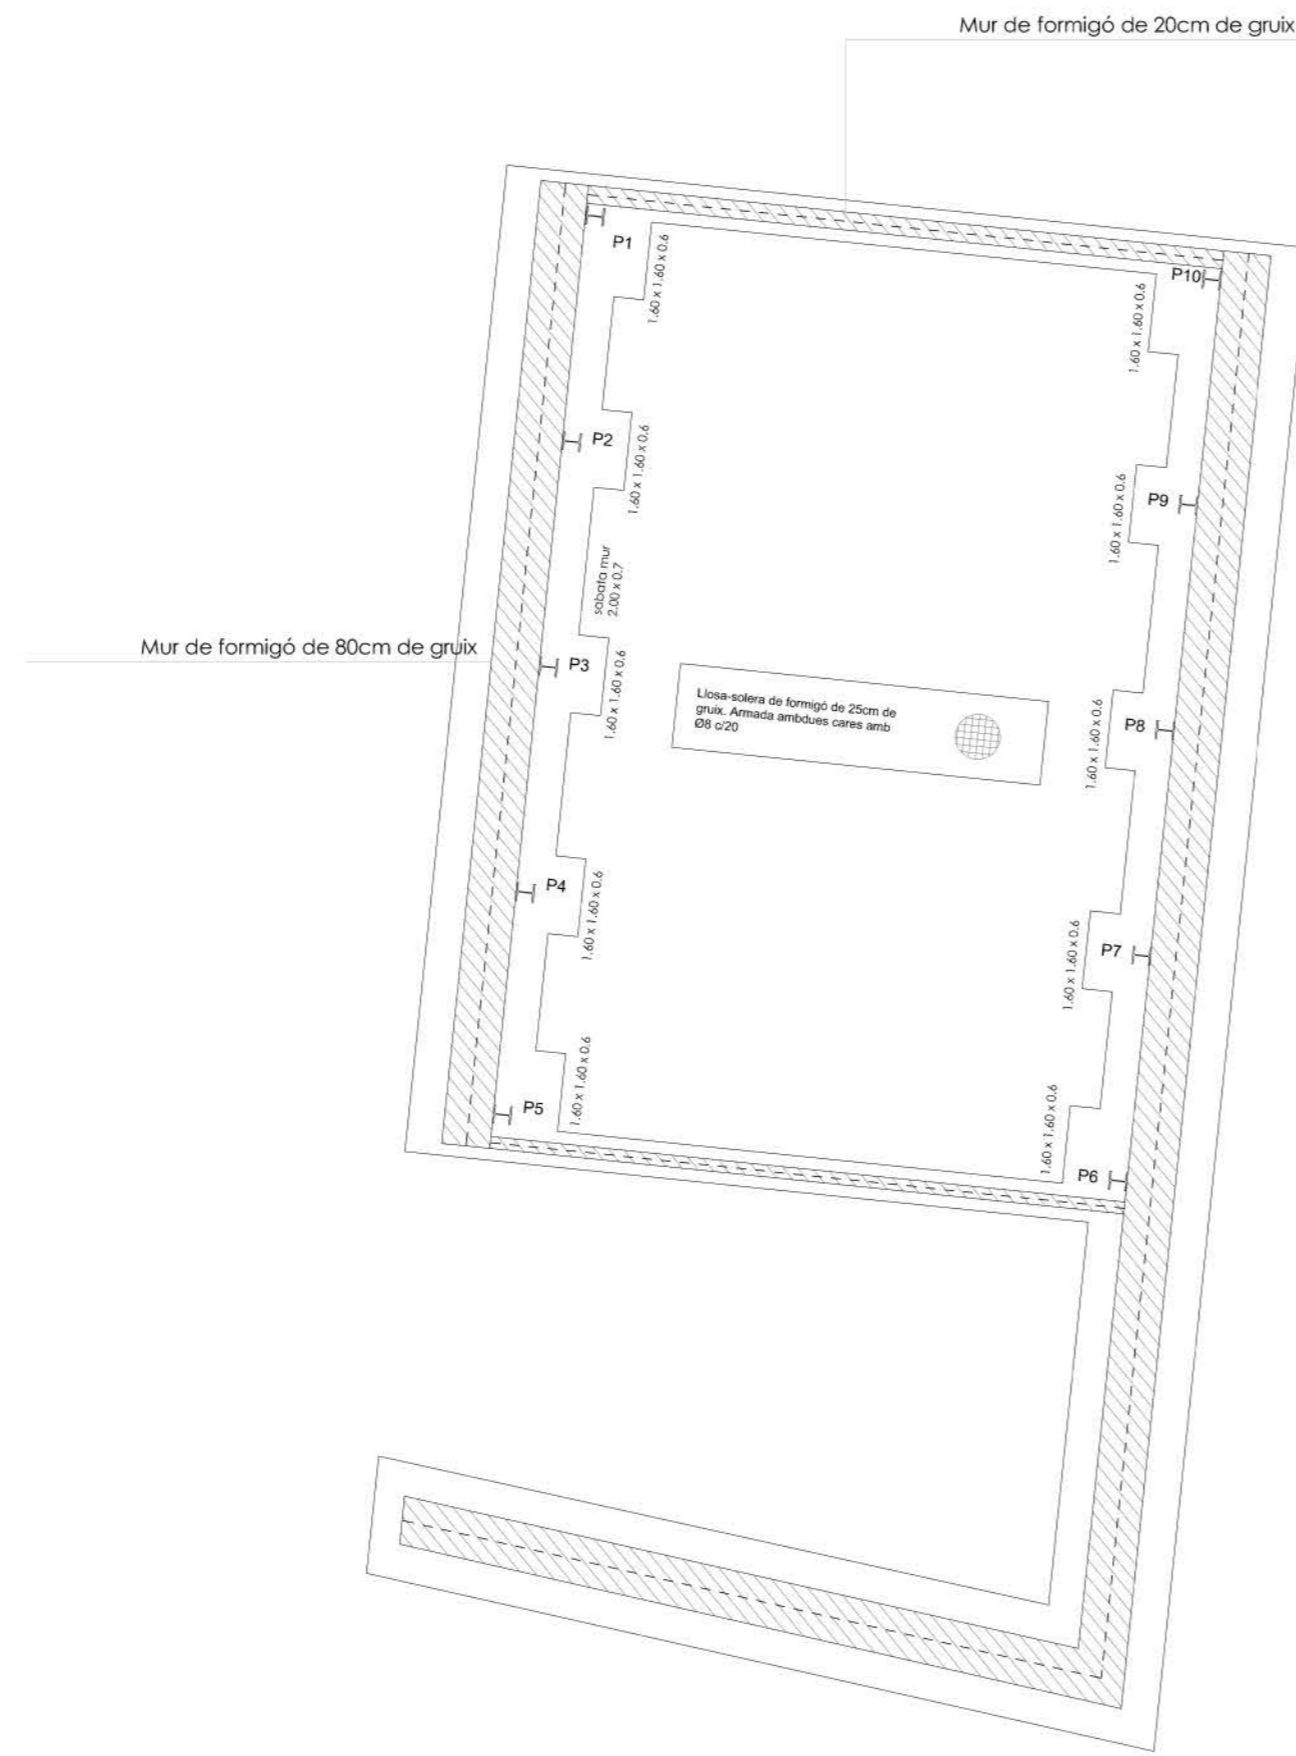 Mur de formigó de 20cm de gruix
P1
1.60 x 1.60 x 0.6
P10
1.60 x 1.60 x 0.6
P2
1.60 x 1.60 x 0.6
P9
1.60 x 1.60 x 0.6
sabata mur
2.00 x 0.7
Mur de formigó de 80cm de gruix
P3
1.60 x 1.60 x 0.6
Llosa-solera de formigó de 25cm de
gruix. Armada ambdues cares amb
Ø8 c/20
P8
1.60 x 1.60 x 0.6
P4
1.60 x 1.60 x 0.6
P7
1.60 x 1.60 x 0.6
P5
1.60 x 1.60 x 0.6
P6
1.60 x 1.60 x 0.6